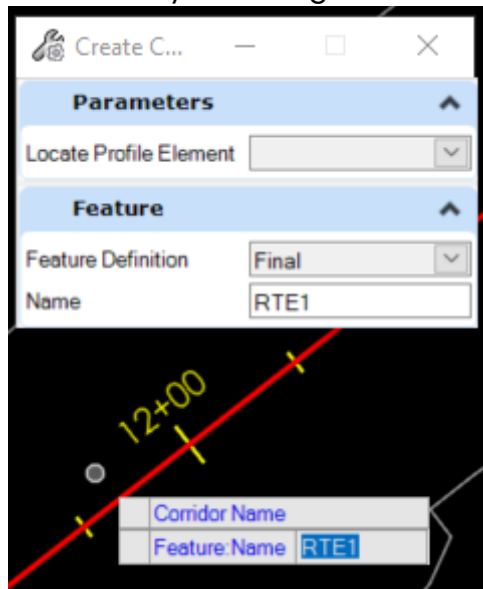 Create C...
Parameters
Locate Profile Element
Feature
Feature Definition Final
Name RTE1
12+00
Corridor Name
Feature:Name RTE1